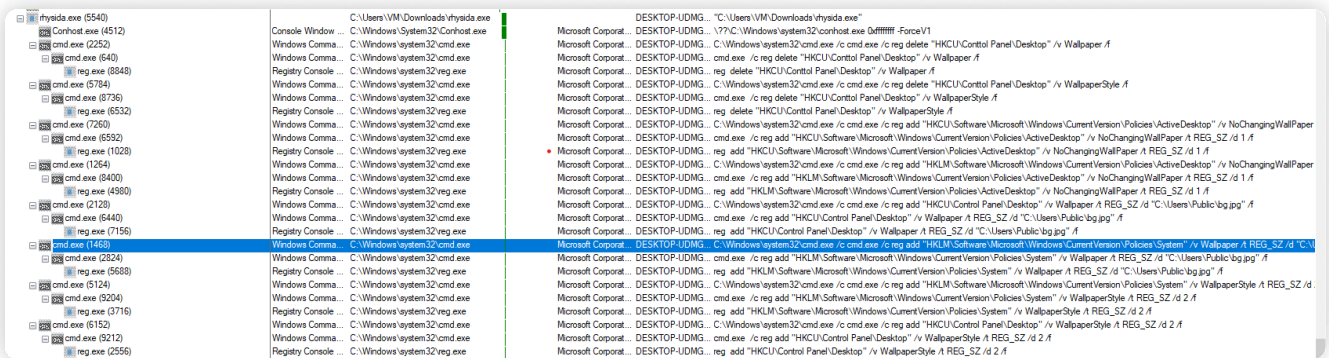 rhysida.exe (5540) C:\Users\VM\Downloads\rhysida.exe DESKTOP-UDMG... "C:\Users\VM\Downloads\rhysida.exe"
Conhost.exe (4512) Console Window ... C:\Windows\System32\Conhost.exe Microsoft Corporat... DESKTOP-UDMG... \??\C:\Windows\system32\conhost.exe 0xffffffff -ForceV1
cmd.exe (2252) Windows Comma... C:\Windows\system32\cmd.exe Microsoft Corporat... DESKTOP-UDMG... C:\Windows\system32\cmd.exe /c cmd.exe /c reg delete "HKCU\Conttol Panel\Desktop" /v Wallpaper /f
cmd.exe (640) Windows Comma... C:\Windows\system32\cmd.exe Microsoft Corporat... DESKTOP-UDMG... cmd.exe /c reg delete "HKCU\Conttol Panel\Desktop" /v Wallpaper /f
reg.exe (8848) Registry Console ... C:\Windows\system32\reg.exe Microsoft Corporat... DESKTOP-UDMG... reg delete "HKCU\Conttol Panel\Desktop" /v Wallpaper /f
cmd.exe (5784) Windows Comma... C:\Windows\system32\cmd.exe Microsoft Corporat... DESKTOP-UDMG... C:\Windows\system32\cmd.exe /c cmd.exe /c reg delete "HKCU\Conttol Panel\Desktop" /v WallpaperStyle /f
cmd.exe (8736) Windows Comma... C:\Windows\system32\cmd.exe Microsoft Corporat... DESKTOP-UDMG... cmd.exe /c reg delete "HKCU\Conttol Panel\Desktop" /v WallpaperStyle /f
reg.exe (6532) Registry Console ... C:\Windows\system32\reg.exe Microsoft Corporat... DESKTOP-UDMG... reg delete "HKCU\Conttol Panel\Desktop" /v WallpaperStyle /f
cmd.exe (7260) Windows Comma... C:\Windows\system32\cmd.exe Microsoft Corporat... DESKTOP-UDMG... C:\Windows\system32\cmd.exe /c cmd.exe /c reg add "HKCU\Software\Microsoft\Windows\CurrentVersion\Policies\ActiveDesktop" /v NoChangingWallPaper
cmd.exe (6592) Windows Comma... C:\Windows\system32\cmd.exe Microsoft Corporat... DESKTOP-UDMG... cmd.exe /c reg add "HKCU\Software\Microsoft\Windows\CurrentVersion\Policies\ActiveDesktop" /v NoChangingWallPaper /t REG_SZ /d 1 /f
reg.exe (1028) Registry Console ... C:\Windows\system32\reg.exe Microsoft Corporat... DESKTOP-UDMG... reg add "HKCU\Software\Microsoft\Windows\CurrentVersion\Policies\ActiveDesktop" /v NoChangingWallPaper /t REG_SZ /d 1 /f
cmd.exe (1264) Windows Comma... C:\Windows\system32\cmd.exe Microsoft Corporat... DESKTOP-UDMG... C:\Windows\system32\cmd.exe /c cmd.exe /c reg add "HKLM\Software\Microsoft\Windows\CurrentVersion\Policies\ActiveDesktop" /v NoChangingWallPaper
cmd.exe (8400) Windows Comma... C:\Windows\system32\cmd.exe Microsoft Corporat... DESKTOP-UDMG... cmd.exe /c reg add "HKLM\Software\Microsoft\Windows\CurrentVersion\Policies\ActiveDesktop" /v NoChangingWallPaper /t REG_SZ /d 1 /f
reg.exe (4980) Registry Console ... C:\Windows\system32\reg.exe Microsoft Corporat... DESKTOP-UDMG... reg add "HKLM\Software\Microsoft\Windows\CurrentVersion\Policies\ActiveDesktop" /v NoChangingWallPaper /t REG_SZ /d 1 /f
cmd.exe (2128) Windows Comma... C:\Windows\system32\cmd.exe Microsoft Corporat... DESKTOP-UDMG... C:\Windows\system32\cmd.exe /c cmd.exe /c reg add "HKCU\Control Panel\Desktop" /v Wallpaper /t REG_SZ /d "C:\Users\Public\bg.jpg" /f
cmd.exe (6440) Windows Comma... C:\Windows\system32\cmd.exe Microsoft Corporat... DESKTOP-UDMG... cmd.exe /c reg add "HKCU\Control Panel\Desktop" /v Wallpaper /t REG_SZ /d "C:\Users\Public\bg.jpg" /f
reg.exe (7156) Registry Console ... C:\Windows\system32\reg.exe Microsoft Corporat... DESKTOP-UDMG... reg add "HKCU\Control Panel\Desktop" /v Wallpaper /t REG_SZ /d "C:\Users\Public\bg.jpg" /f
cmd.exe (1468) Windows Comma... C:\Windows\system32\cmd.exe Microsoft Corporat... DESKTOP-UDMG... C:\Windows\system32\cmd.exe /c cmd.exe /c reg add "HKLM\Software\Microsoft\Windows\CurrentVersion\Policies\System" /v Wallpaper /t REG_SZ /d "C:\
cmd.exe (2824) Windows Comma... C:\Windows\system32\cmd.exe Microsoft Corporat... DESKTOP-UDMG... cmd.exe /c reg add "HKLM\Software\Microsoft\Windows\CurrentVersion\Policies\System" /v Wallpaper /t REG_SZ /d "C:\Users\Public\bg.jpg" /f
reg.exe (5688) Registry Console ... C:\Windows\system32\reg.exe Microsoft Corporat... DESKTOP-UDMG... reg add "HKLM\Software\Microsoft\Windows\CurrentVersion\Policies\System" /v Wallpaper /t REG_SZ /d "C:\Users\Public\bg.jpg" /f
cmd.exe (5124) Windows Comma... C:\Windows\system32\cmd.exe Microsoft Corporat... DESKTOP-UDMG... C:\Windows\system32\cmd.exe /c cmd.exe /c reg add "HKLM\Software\Microsoft\Windows\CurrentVersion\Policies\System" /v WallpaperStyle /t REG_SZ /d
cmd.exe (9204) Windows Comma... C:\Windows\system32\cmd.exe Microsoft Corporat... DESKTOP-UDMG... cmd.exe /c reg add "HKLM\Software\Microsoft\Windows\CurrentVersion\Policies\System" /v WallpaperStyle /t REG_SZ /d 2 /f
reg.exe (3716) Registry Console ... C:\Windows\system32\reg.exe Microsoft Corporat... DESKTOP-UDMG... reg add "HKLM\Software\Microsoft\Windows\CurrentVersion\Policies\System" /v WallpaperStyle /t REG_SZ /d 2 /f
cmd.exe (6152) Windows Comma... C:\Windows\system32\cmd.exe Microsoft Corporat... DESKTOP-UDMG... C:\Windows\system32\cmd.exe /c cmd.exe /c reg add "HKCU\Control Panel\Desktop" /v WallpaperStyle /t REG_SZ /d 2 /f
cmd.exe (9212) Windows Comma... C:\Windows\system32\cmd.exe Microsoft Corporat... DESKTOP-UDMG... cmd.exe /c reg add "HKCU\Control Panel\Desktop" /v WallpaperStyle /t REG_SZ /d 2 /f
reg.exe (2556) Registry Console ... C:\Windows\system32\reg.exe Microsoft Corporat... DESKTOP-UDMG... reg add "HKCU\Control Panel\Desktop" /v WallpaperStyle /t REG_SZ /d 2 /f